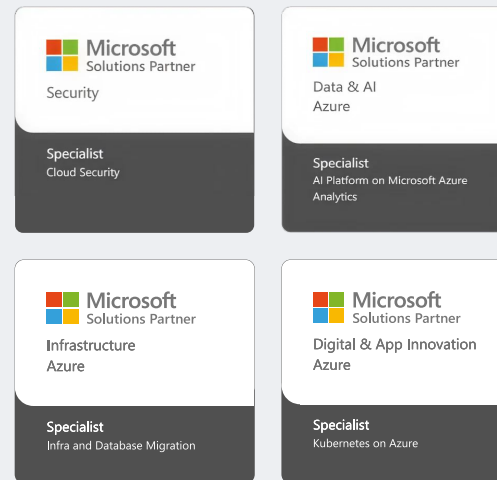 Microsoft
Solutions Partner
Security
Specialist
Cloud Security
Microsoft
Solutions Partner
Data & AI
Azure
Specialist
AI Platform on Microsoft Azure
Analytics
Microsoft
Solutions Partner
Infrastructure
Azure
Specialist
Infra and Database Migration
Microsoft
Solutions Partner
Digital & App Innovation
Azure
Specialist
Kubernetes on Azure